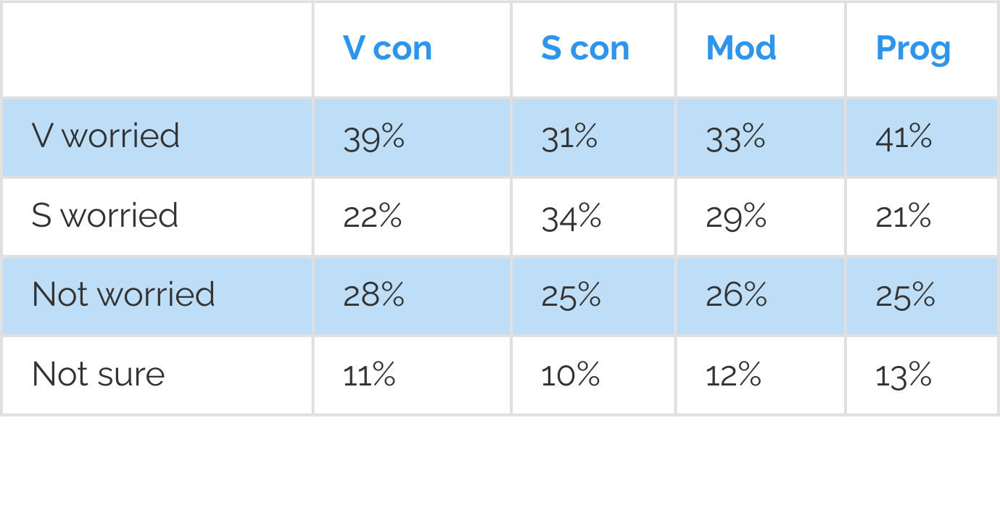 V con S con Mod Prog
V worried 39% 31% 33% 41%
S worried 22% 34% 29% 21%
Not worried 28% 25% 26% 25%
Not sure 11% 10% 12% 13%